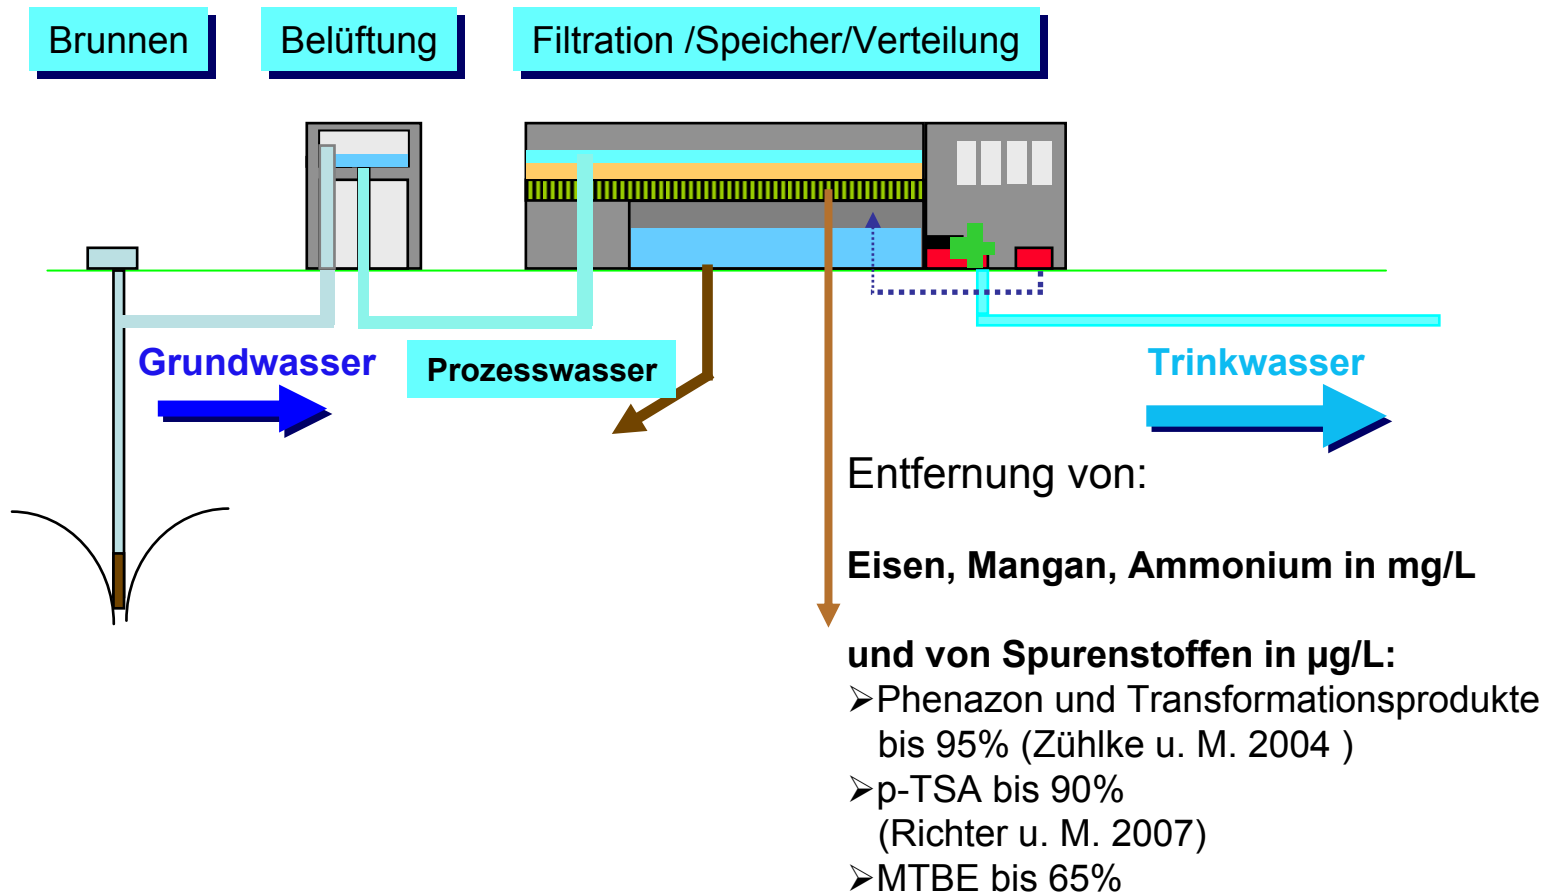 Brunnen
Belüftung
Filtration /Speicher/Verteilung
Grundwasser
Prozesswasser
Trinkwasser
Entfernung von:
Eisen, Mangan, Ammonium in mg/L
und von Spurenstoffen in µg/L:
➢Phenazon und Transformationsprodukte
bis 95% (Zühlke u. M. 2004 )
➢p-TSA bis 90%
(Richter u. M. 2007)
➢MTBE bis 65%